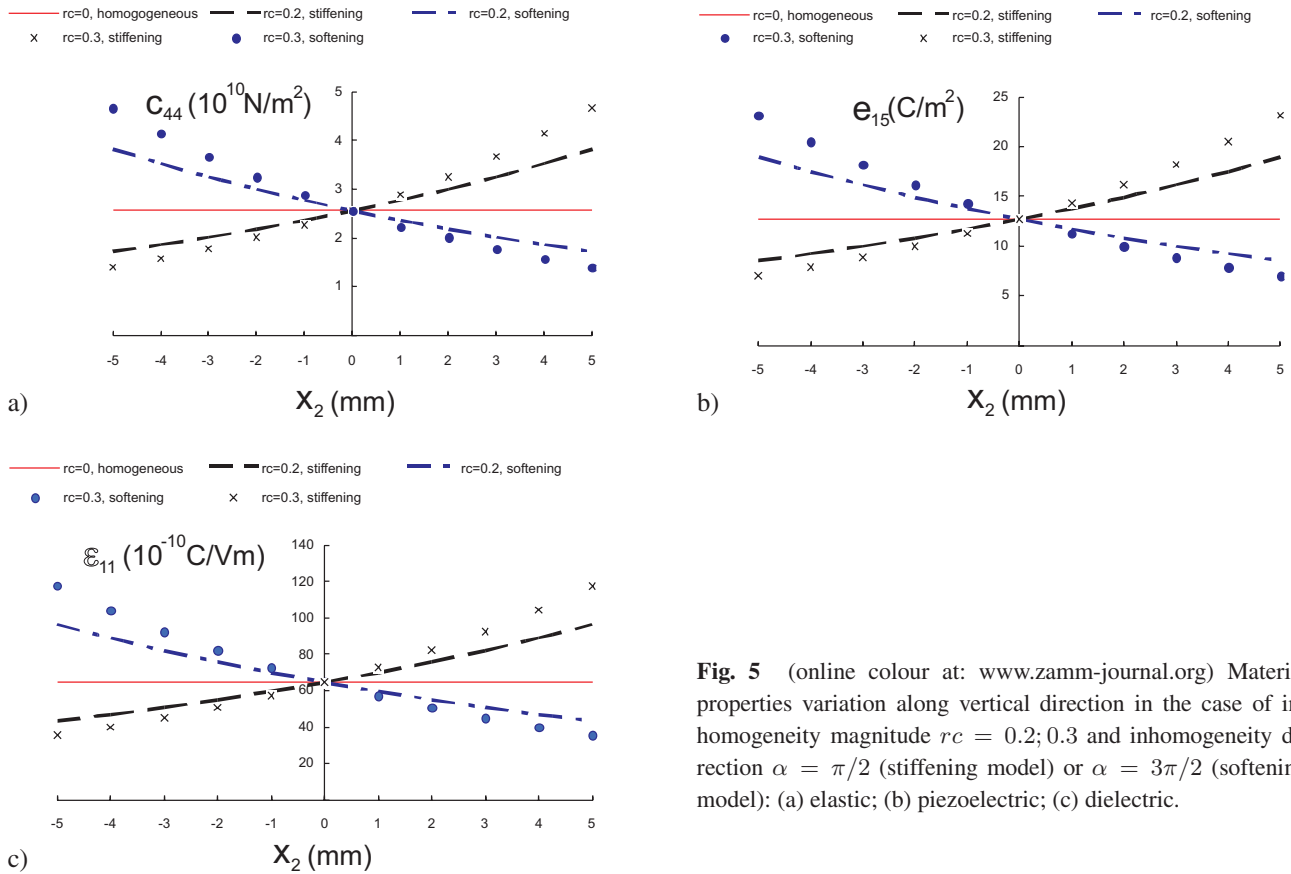 rc=0, homogogeneous rc=0.2, stiffening rc=0.2, softening
rc=0.3, stiffening rc=0.3, softening
c44 (10^10 N/m^2)
5
4
3
2
1
-5 -4 -3 -2 -1 0 1 2 3 4 5
a) x2 (mm)
rc=0, homogeneous rc=0.2, stiffening rc=0.2, softening
rc=0.3, softening rc=0.3, stiffening
e15 (C/m^2)
25
20
15
10
5
-5 -4 -3 -2 -1 0 1 2 3 4 5
b) x2 (mm)
rc=0, homogeneous rc=0.2, stiffening rc=0.2, softening
rc=0.3, softening rc=0.3, stiffening
ε11 (10^-10 C/Vm)
140
120
100
80
60
40
20
-5 -4 -3 -2 -1 0 1 2 3 4 5
c) x2 (mm)
Fig. 5 (online colour at: www.zamm-journal.org) Materi
properties variation along vertical direction in the case of i
homogeneity magnitude rc = 0.2; 0.3 and inhomogeneity d
rection α = π/2 (stiffening model) or α = 3π/2 (softenin
model): (a) elastic; (b) piezoelectric; (c) dielectric.